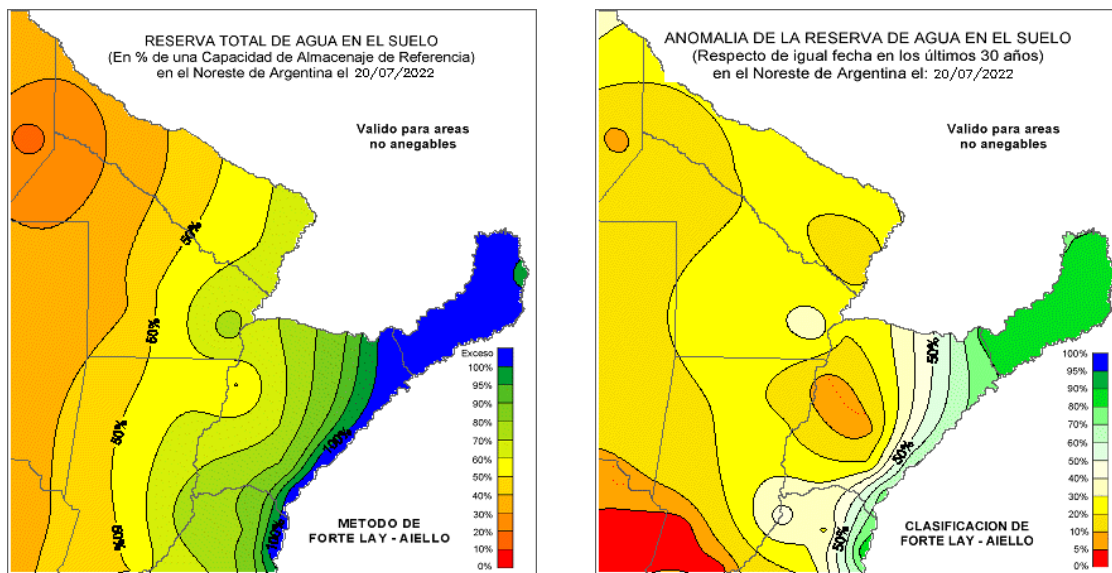 RESERVA TOTAL DE AGUA EN EL SUELO
(En % de una Capacidad de Almacenaje de Referencia)
en el Noreste de Argentina el 20/07/2022
Valido para areas
no anegables
50%
50%
50%
50%
100%
100%
Exceso
100%
95%
90%
80%
70%
60%
50%
40%
30%
20%
10%
0%
METODO DE
FORTE LAY - AIELLO
ANOMALIA DE LA RESERVA DE AGUA EN EL SUELO
(Respecto de igual fecha en los últimos 30 años)
en el Noreste de Argentina el: 20/07/2022
Valido para areas
no anegables
50%
50%
50%
100%
95%
90%
80%
70%
60%
50%
40%
30%
20%
10%
5%
0%
CLASIFICACION DE
FORTE LAY - AIELLO